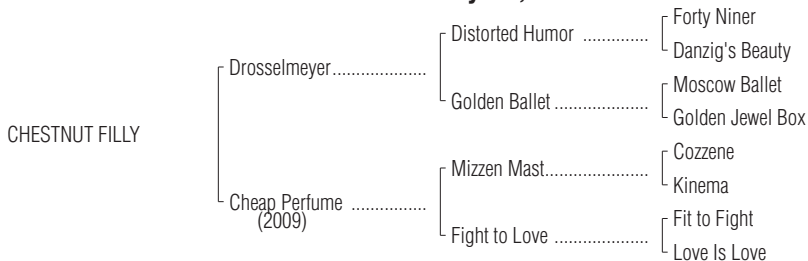 Forty Niner
Distorted Humor ..............
Danzig's Beauty
Drosselmeyer....................
Moscow Ballet
Golden Ballet ....................
Golden Jewel Box
CHESTNUT FILLY
Cozzene
Mizzen Mast......................
Kinema
Cheap Perfume ................
(2009)
Fit to Fight
Fight to Love ....................
Love Is Love